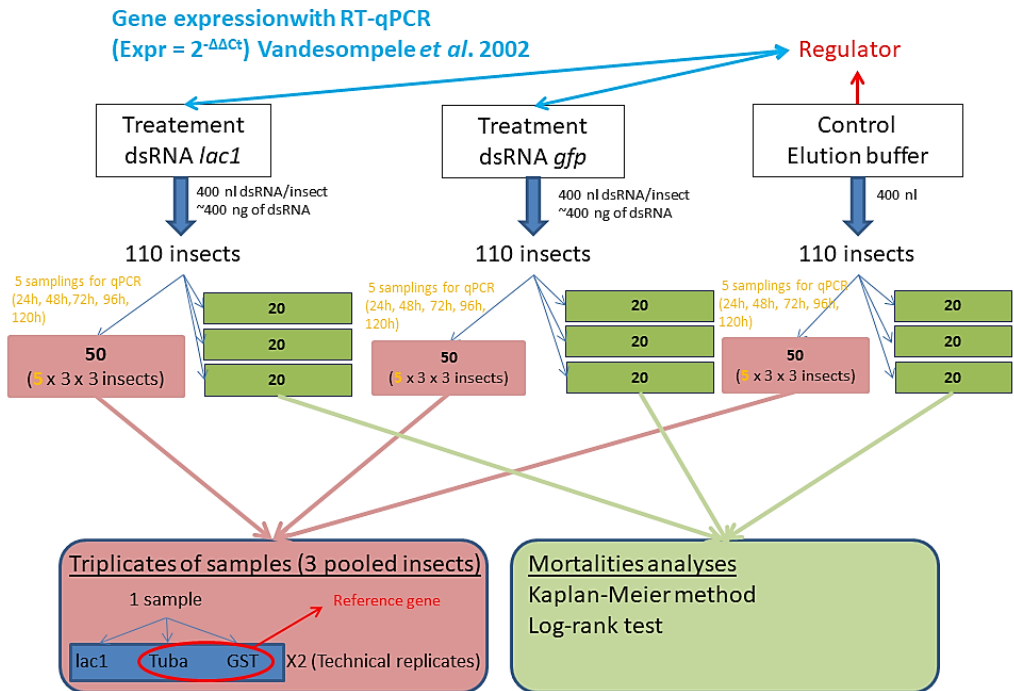 Gene expressionwith RT-qPCR
(Expr = 2-ΔΔCt) Vandesompele et al. 2002
Regulator
Treatement
dsRNA lac1
Treatment
dsRNA gfp
Control
Elution buffer
400 nl dsRNA/insect
~400 ng of dsRNA
400 nl dsRNA/insect
~400 ng of dsRNA
400 nl
110 insects
110 insects
110 insects
5 samplings for qPCR
(24h, 48h,72h, 96h,
120h)
20
20
20
50
(5 x 3 x 3 insects)
5 samplings for qPCR
(24h, 48h, 72h, 96h,
120h)
20
20
20
50
(5 x 3 x 3 insects)
5 samplings for qPCR
(24h, 48h, 72h, 96h,
120h)
20
20
20
50
(5 x 3 x 3 insects)
Triplicates of samples (3 pooled insects)
1 sample
Reference gene
lac1 Tuba GST X2 (Technical replicates)
Mortalities analyses
Kaplan-Meier method
Log-rank test